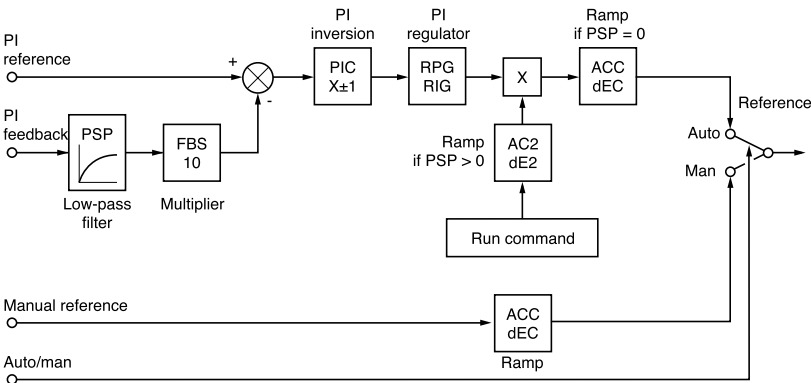 PI
reference
PI
feedback
+
-
PSP
Low-pass
filter
FBS
10
Multiplier
PI
inversion
PIC
X±1
PI
regulator
RPG
RIG
X
Ramp
if PSP > 0
AC2
dE2
Run command
Ramp
if PSP = 0
ACC
dEC
Reference
Auto
Man
Manual reference
ACC
dEC
Ramp
Auto/man